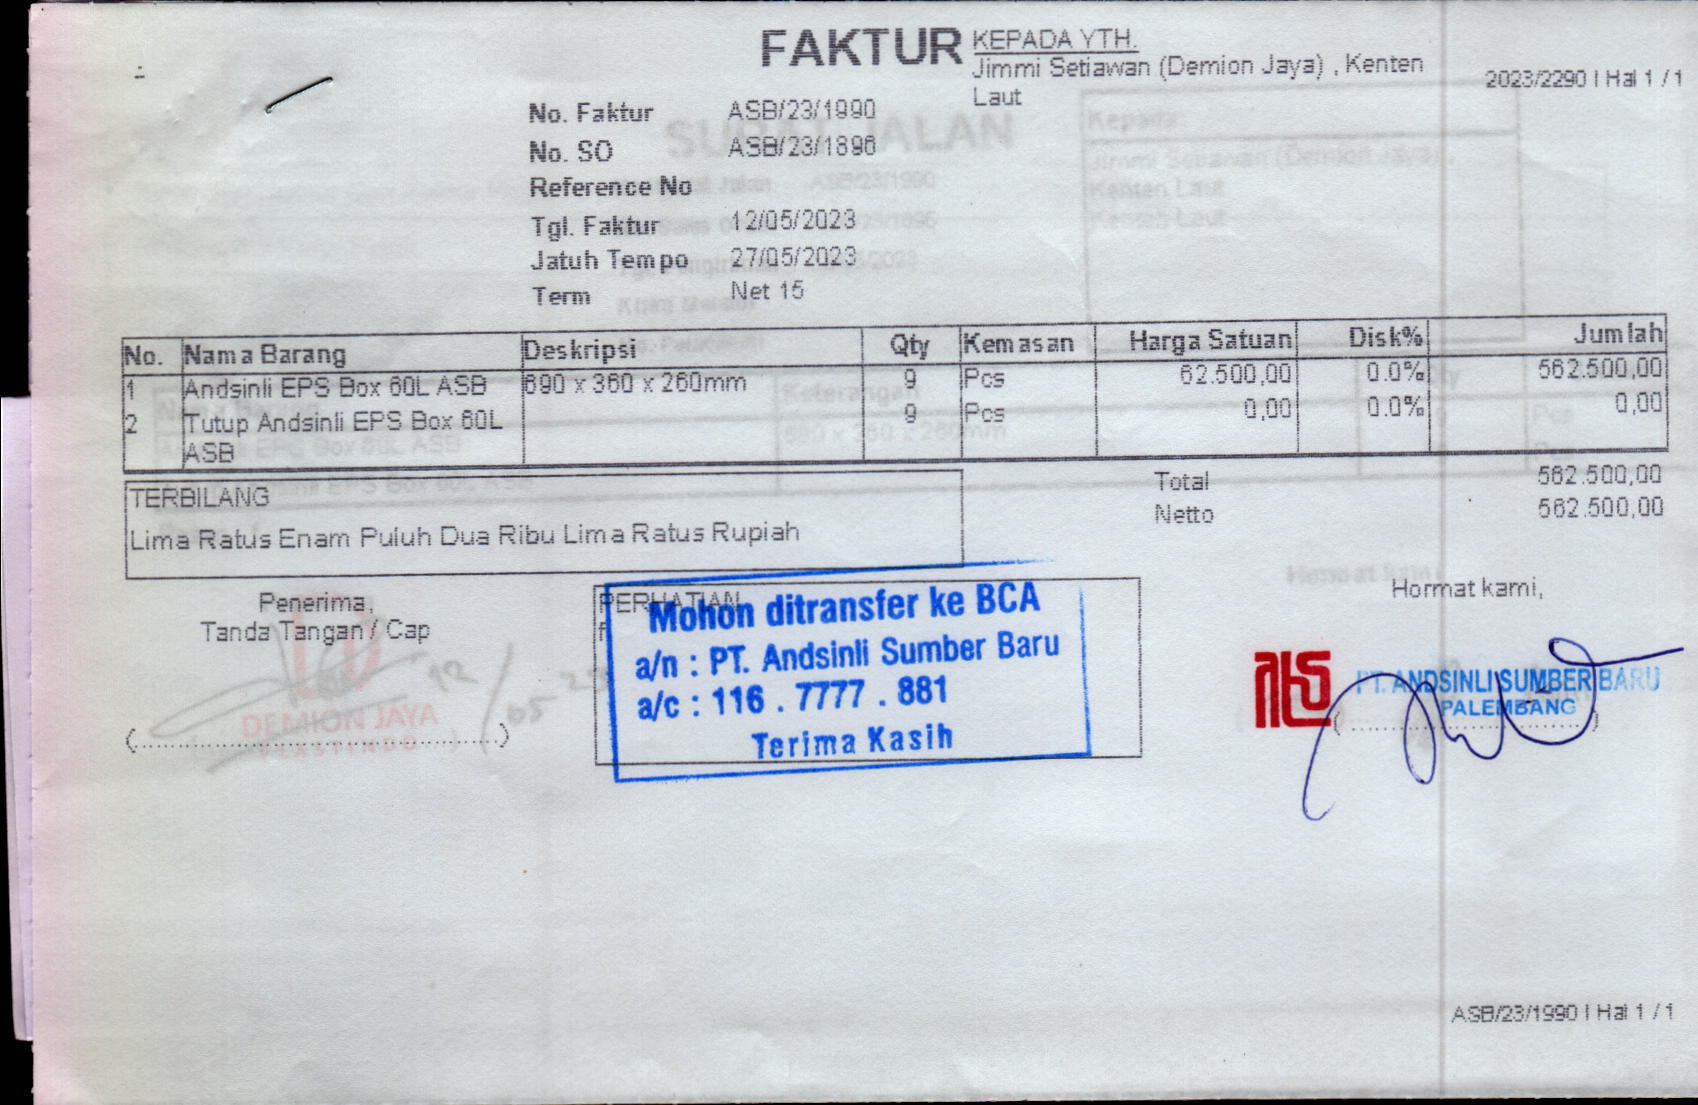 FAKTUR
KEPADA YTH.
Jimmi Setiawan (Demion Jaya) , Kenten
Laut
2023/2290 | Hal 1 / 1
No. Faktur ASB/23/1990
No. SO ASB/23/1896
Reference No
Tgl. Faktur 12/05/2023
Jatuh Tempo 27/05/2023
Term Net 15
No. Nama Barang Deskripsi Qty Kemasan Harga Satuan Disk% Jumlah
1 Andsinli EPS Box 60L ASB 690 x 360 x 260mm 9 Pcs 62.500,00 0.0% 562.500,00
2 Tutup Andsinli EPS Box 60L 9 Pcs 0,00 0.0% 0,00
ASB
Total 562.500,00
Netto 562.500,00
TERBILANG
Lima Ratus Enam Puluh Dua Ribu Lima Ratus Rupiah
Penerima,
Tanda Tangan / Cap
12/05 23
DEMION JAYA
PLASTINDO
(....................................................)
PERHATIAN
Mohon ditransfer ke BCA
a/n : PT. Andsinli Sumber Baru
a/c : 116 . 7777 . 881
Terima Kasih
Hormat kami,
PT. ANDSINLI SUMBER BARU
PALEMBANG
ASB/23/1990 | Hal 1 / 1